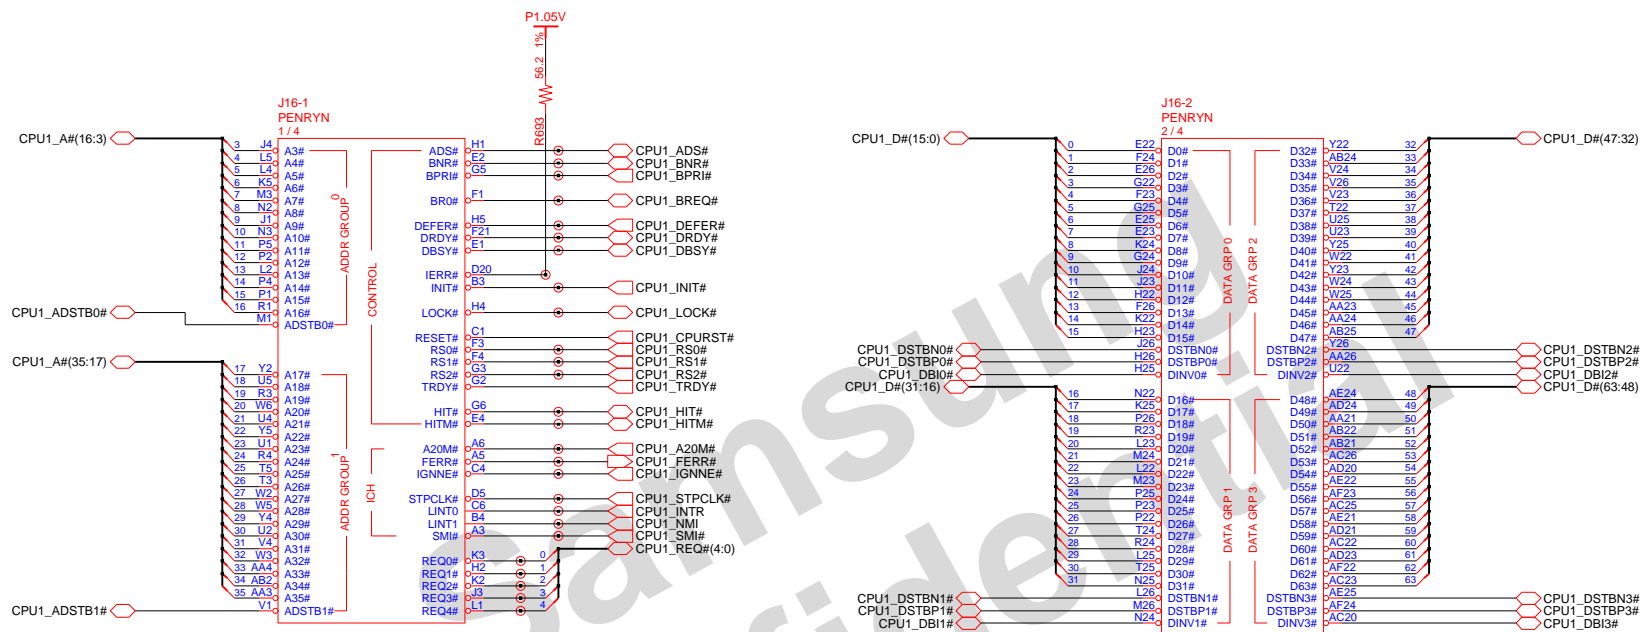 P1.05V
56.2 1%
R693
J16-1
PENRYN
1 / 4
CPU1_A#(16:3)
3 J4 A3#
4 L5 A4#
5 L4 A5#
6 K5 A6#
7 M3 A7#
8 N2 A8#
9 J1 A9#
10 N3 A10#
11 P5 A11#
12 P2 A12#
13 L2 A13#
14 P4 A14#
15 P1 A15#
16 R1 A16#
CPU1_ADSTB0# M1 ADSTB0#
ADDR GROUP 0
CPU1_A#(35:17)
17 Y2 A17#
18 U5 A18#
19 R3 A19#
20 W6 A20#
21 U4 A21#
22 Y5 A22#
23 U1 A23#
24 R4 A24#
25 T5 A25#
26 T3 A26#
27 W2 A27#
28 W5 A28#
29 Y4 A29#
30 U2 A30#
31 V4 A31#
32 W3 A32#
33 AA4 A33#
34 AB2 A34#
35 AA3 A35#
CPU1_ADSTB1# V1 ADSTB1#
ADDR GROUP 1
CONTROL
ICH
ADS# H1 CPU1_ADS#
BNR# E2 CPU1_BNR#
BPRI# G5 CPU1_BPRI#
BR0# F1 CPU1_BREQ#
DEFER# H5 CPU1_DEFER#
DRDY# F21 CPU1_DRDY#
DBSY# E1 CPU1_DBSY#
IERR# D20
INIT# B3 CPU1_INIT#
LOCK# H4 CPU1_LOCK#
RESET# C1 CPU1_CPURST#
RS0# F3 CPU1_RS0#
RS1# F4 CPU1_RS1#
RS2# G3 CPU1_RS2#
TRDY# G2 CPU1_TRDY#
HIT# G6 CPU1_HIT#
HITM# E4 CPU1_HITM#
A20M# A6 CPU1_A20M#
FERR# A5 CPU1_FERR#
IGNNE# C4 CPU1_IGNNE#
STPCLK# D5 CPU1_STPCLK#
LINT0 C6 CPU1_INTR
LINT1 B4 CPU1_NMI
SMI# A3 CPU1_SMI#
CPU1_REQ#(4:0)
REQ0# K3 0
REQ1# H2 1
REQ2# K2 2
REQ3# J3 3
REQ4# L1 4
J16-2
PENRYN
2 / 4
CPU1_D#(15:0)
0 E22 D0#
1 F24 D1#
2 E26 D2#
3 G22 D3#
4 F23 D4#
5 G25 D5#
6 E25 D6#
7 E23 D7#
8 K24 D8#
9 G24 D9#
10 J24 D10#
11 J23 D11#
12 H22 D12#
13 F26 D13#
14 K22 D14#
15 H23 D15#
CPU1_DSTBN0# J26 DSTBN0#
CPU1_DSTBP0# H26 DSTBP0#
CPU1_DBI0# H25 DINV0#
DATA GRP 0
CPU1_D#(31:16)
16 N22 D16#
17 K25 D17#
18 P26 D18#
19 R23 D19#
20 L23 D20#
21 M24 D21#
22 L22 D22#
23 M23 D23#
24 P25 D24#
25 P23 D25#
26 P22 D26#
27 T24 D27#
28 R24 D28#
29 L25 D29#
30 T25 D30#
31 N25 D31#
CPU1_DSTBN1# L26 DSTBN1#
CPU1_DSTBP1# M26 DSTBP1#
CPU1_DBI1# N24 DINV1#
DATA GRP 1
CPU1_D#(47:32)
D32# Y22 32
D33# AB24 33
D34# V24 34
D35# V26 35
D36# V23 36
D37# T22 37
D38# U25 38
D39# U23 39
D40# Y25 40
D41# W22 41
D42# Y23 42
D43# W24 43
D44# W25 44
D45# AA23 45
D46# AA24 46
D47# AB25 47
DSTBN2# Y26 CPU1_DSTBN2#
DSTBP2# AA26 CPU1_DSTBP2#
DINV2# U22 CPU1_DBI2#
DATA GRP 2
CPU1_D#(63:48)
D48# AE24 48
D49# AD24 49
D50# AA21 50
D51# AB22 51
D52# AB21 52
D53# AC26 53
D54# AD20 54
D55# AE22 55
D56# AF23 56
D57# AC25 57
D58# AE21 58
D59# AD21 59
D60# AC22 60
D61# AD23 61
D62# AF22 62
D63# AC23 63
DSTBN3# AE25 CPU1_DSTBN3#
DSTBP3# AF24 CPU1_DSTBP3#
DINV3# AC20 CPU1_DBI3#
DATA GRP 3
Samsung